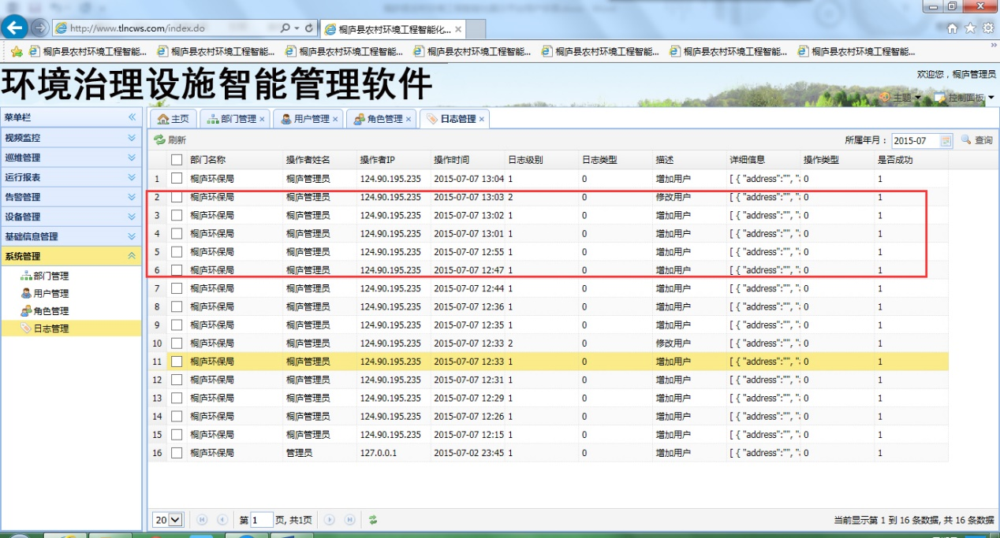 http://www.tlncws.com/index.do
桐庐县农村环境工程智能化...
桐庐县农村环境工程智能... 桐庐县农村环境工程智能... 桐庐县农村环境工程智能... 桐庐县农村环境工程智能... 桐庐县农村环境工程智能... 桐庐县农村环境工程智能... 桐庐县农村环境工程智能...
环境治理设施智能管理软件
欢迎您，桐庐管理员
主题 控制面板
菜单栏
视频监控
巡维管理
运行报表
告警管理
设备管理
基础信息管理
系统管理
部门管理
用户管理
角色管理
日志管理
主页 部门管理 用户管理 角色管理 日志管理
刷新 所属年月： 2015-07 查询
部门名称 操作者姓名 操作者IP 操作时间 日志级别 日志类型 描述 详细信息 操作类型 是否成功
1 桐庐环保局 桐庐管理员 124.90.195.235 2015-07-07 13:04 1 0 增加用户 [ { "address":"", " 0 1
2 桐庐环保局 桐庐管理员 124.90.195.235 2015-07-07 13:03 2 0 修改用户 [ { "address":"", " 0 1
3 桐庐环保局 桐庐管理员 124.90.195.235 2015-07-07 13:02 1 0 增加用户 [ { "address":"", " 0 1
4 桐庐环保局 桐庐管理员 124.90.195.235 2015-07-07 13:01 1 0 增加用户 [ { "address":"", " 0 1
5 桐庐环保局 桐庐管理员 124.90.195.235 2015-07-07 12:55 1 0 增加用户 [ { "address":"", " 0 1
6 桐庐环保局 桐庐管理员 124.90.195.235 2015-07-07 12:47 1 0 增加用户 [ { "address":"", " 0 1
7 桐庐环保局 桐庐管理员 124.90.195.235 2015-07-07 12:44 1 0 增加用户 [ { "address":"", " 0 1
8 桐庐环保局 桐庐管理员 124.90.195.235 2015-07-07 12:36 1 0 增加用户 [ { "address":"", " 0 1
9 桐庐环保局 桐庐管理员 124.90.195.235 2015-07-07 12:35 1 0 增加用户 [ { "address":"", " 0 1
10 桐庐环保局 桐庐管理员 124.90.195.235 2015-07-07 12:33 2 0 修改用户 [ { "address":"", " 0 1
11 桐庐环保局 桐庐管理员 124.90.195.235 2015-07-07 12:33 1 0 增加用户 [ { "address":"", " 0 1
12 桐庐环保局 桐庐管理员 124.90.195.235 2015-07-07 12:31 1 0 增加用户 [ { "address":"", " 0 1
13 桐庐环保局 桐庐管理员 124.90.195.235 2015-07-07 12:29 1 0 增加用户 [ { "address":"", " 0 1
14 桐庐环保局 桐庐管理员 124.90.195.235 2015-07-07 12:26 1 0 增加用户 [ { "address":"", " 0 1
15 桐庐环保局 桐庐管理员 124.90.195.235 2015-07-07 12:15 1 0 增加用户 [ { "address":"", " 0 1
16 桐庐环保局 管理员 127.0.0.1 2015-07-02 23:45 1 0 增加用户 [ { "address":"", " 0 1
20 第 1 页, 共1页 当前显示第 1 到 16 条数据, 共 16 条数据